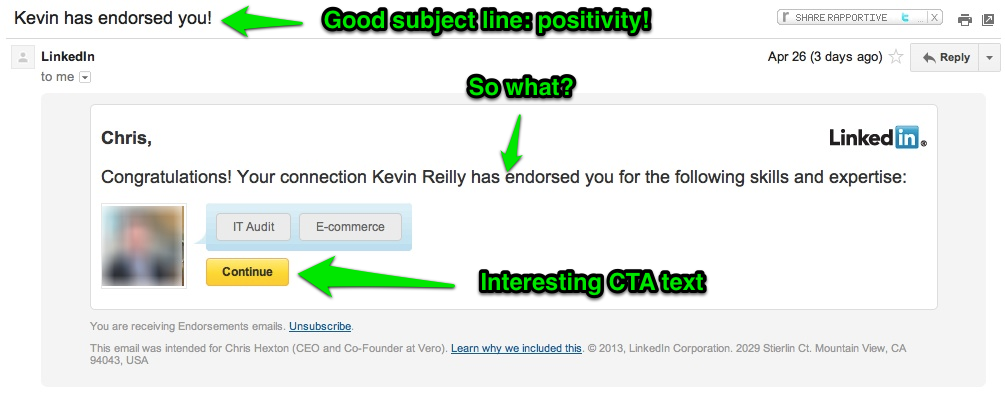 Kevin has endorsed you!
Good subject line: positivity!
SHARE RAPPORTIVE
LinkedIn
Apr 26 (3 days ago)
Reply
to me
So what?
Chris,
Linked in
Congratulations! Your connection Kevin Reilly has endorsed you for the following skills and expertise:
IT Audit
E-commerce
Continue
Interesting CTA text
You are receiving Endorsements emails. Unsubscribe.
This email was intended for Chris Hexton (CEO and Co-Founder at Vero). Learn why we included this. © 2013, LinkedIn Corporation. 2029 Stierlin Ct. Mountain View, CA
94043, USA